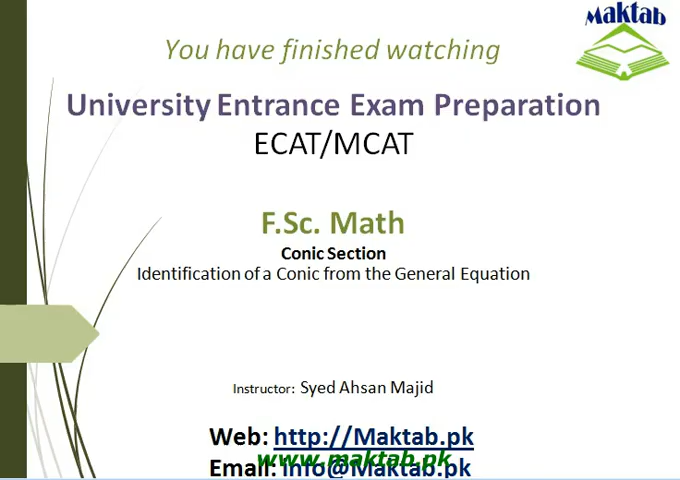 Maktab
You have finished watching
University Entrance Exam Preparation
ECAT/MCAT
F.Sc. Math
Conic Section
Identification of a Conic from the General Equation
Instructor: Syed Ahsan Majid
Web: http://Maktab.pk
www.maktab.pk
Email: info@Maktab.pk